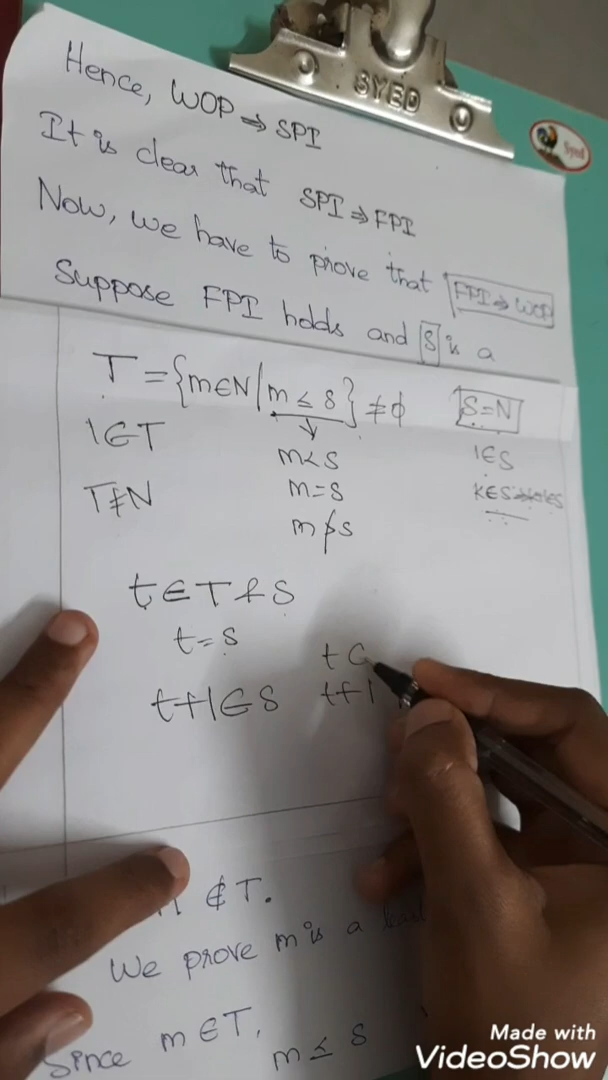 SYED
Syed
Hence, WOP ⇒ SPI
It is clear that SPI ⇒ FPI
Now, we have to prove that FPI ⇒ WOP
Suppose FPI holds and S is a
T = {m∈N | m ≤ s} ≠ ϕ
S=N
1∈T
m<s
1∈S
T≠N
m=s
K∈S
m≯s
t∈T & S
t=s
t
t+1∈S
t+1
∉T.
We prove m is a
Since m∈T,
m ≤ s
Made with
VideoShow